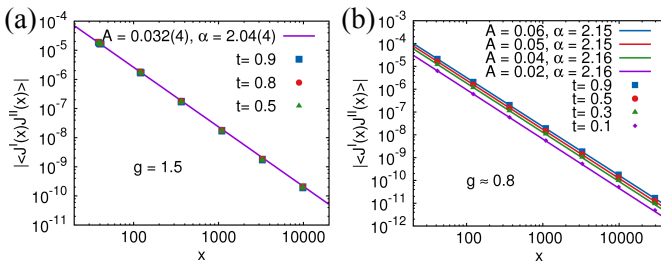 (a)
A = 0.032(4), α = 2.04(4)
t= 0.9
t= 0.8
t= 0.5
10⁻⁴
10⁻⁵
10⁻⁶
10⁻⁷
10⁻⁸
10⁻⁹
10⁻¹⁰
10⁻¹¹
|<Jᴵ(x)Jᴵᴵ(x)>|
g = 1.5
100 1000 10000
x
(b)
A = 0.06, α = 2.15
A = 0.05, α = 2.15
A = 0.04, α = 2.16
A = 0.02, α = 2.16
t= 0.9
t= 0.5
t= 0.3
t= 0.1
10⁻³
10⁻⁴
10⁻⁵
10⁻⁶
10⁻⁷
10⁻⁸
10⁻⁹
10⁻¹⁰
10⁻¹¹
10⁻¹²
|<Jᴵ(x)Jᴵᴵ(x)>|
g ≈ 0.8
100 1000 10000
x